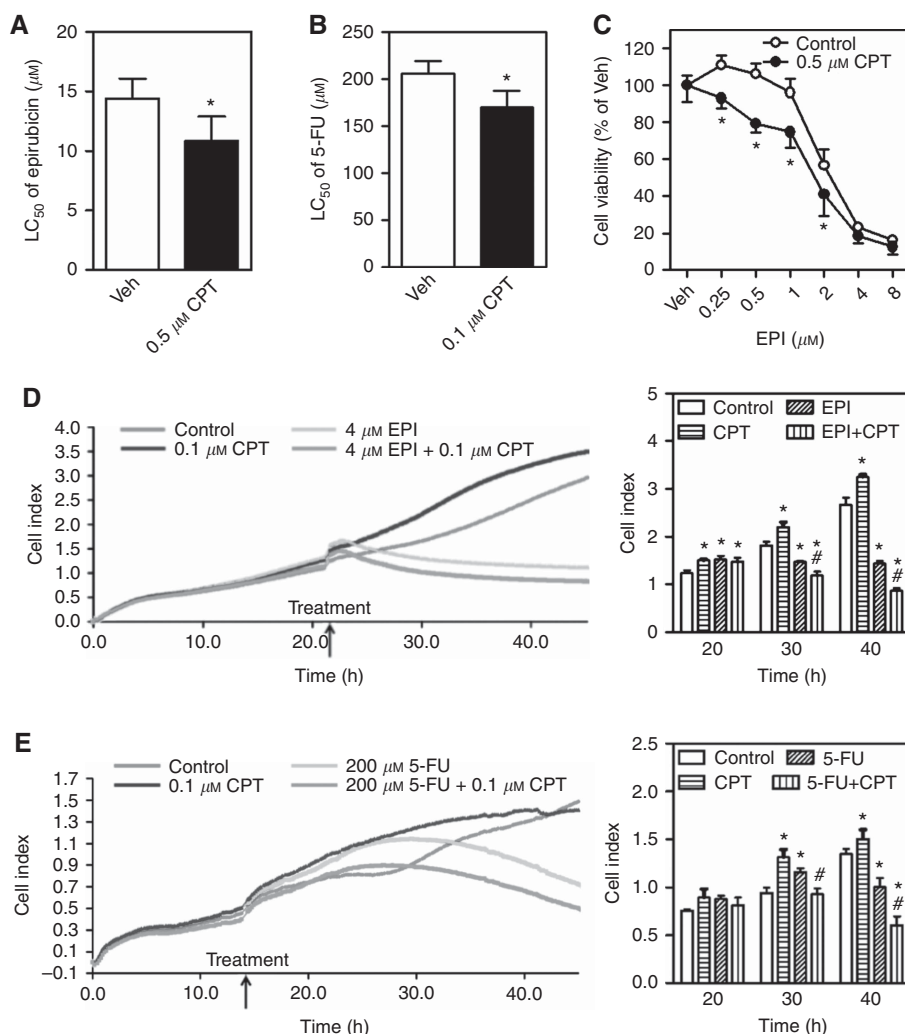 A
LC50 of epirubicin (μM)
20
15
10
5
0
*
Veh
0.5 μM CPT
B
LC50 of 5-FU (μM)
250
200
150
100
50
0
*
Veh
0.1 μM CPT
C
Cell viability (% of Veh)
120
100
80
60
40
20
0
Control
0.5 μM CPT
*
*
*
*
Veh
0.25
0.5
1
2
4
8
EPI (μM)
D
Control
0.1 μM CPT
4 μM EPI
4 μM EPI + 0.1 μM CPT
Cell index
4.0
3.5
3.0
2.5
2.0
1.5
1.0
0.5
0.0
Treatment
0.0 10.0 20.0 30.0 40.0
Time (h)
Cell index
5
4
3
2
1
0
Control EPI
CPT EPI+CPT
* * *
* * * #
* * * #
20 30 40
Time (h)
E
Control
0.1 μM CPT
200 μM 5-FU
200 μM 5-FU + 0.1 μM CPT
Cell index
1.7
1.5
1.3
1.1
0.9
0.7
0.5
0.3
0.1
–0.1
Treatment
0.0 10.0 20.0 30.0 40.0
Time (h)
Cell index
2.5
2.0
1.5
1.0
0.5
0.0
Control 5-FU
CPT 5-FU+CPT
* * #
* * * #
20 30 40
Time (h)